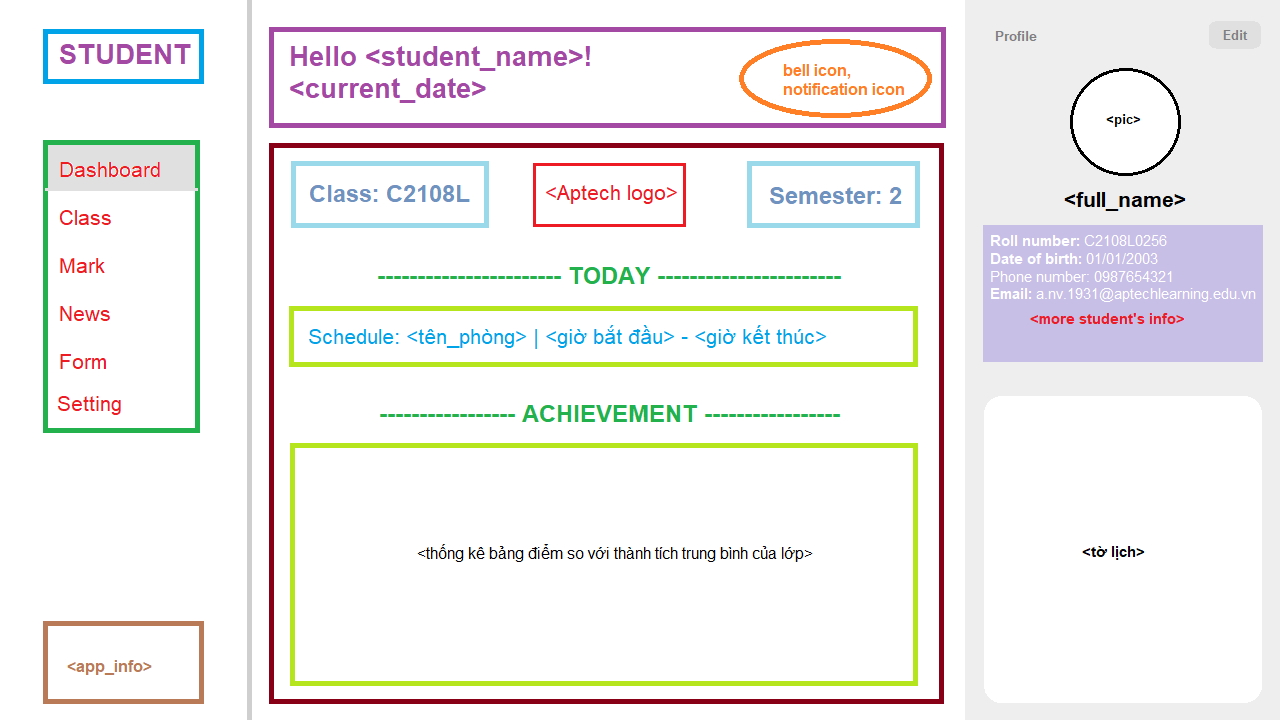 STUDENT
Dashboard
Class
Mark
News
Form
Setting
<app_info>
Hello <student_name>!
<current_date>
bell icon,
notification icon
Class: C2108L
<Aptech logo>
Semester: 2
----------------------- TODAY -----------------------
Schedule: <tên_phòng> | <giờ bắt đầu> - <giờ kết thúc>
----------------- ACHIEVEMENT -----------------
<thống kê bảng điểm so với thành tích trung bình của lớp>
Profile
Edit
<pic>
<full_name>
Roll number: C2108L0256
Date of birth: 01/01/2003
Phone number: 0987654321
Email: a.nv.1931@aptechlearning.edu.vn
<more student's info>
<tờ lịch>